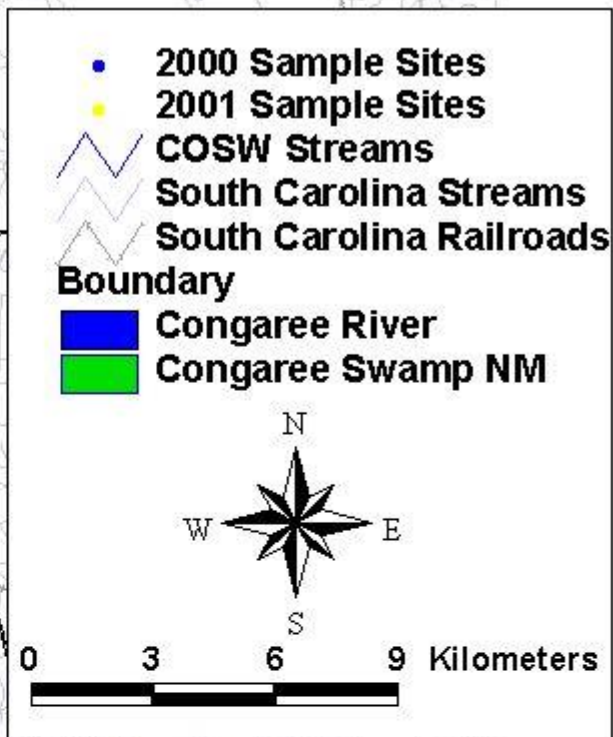 2000 Sample Sites
2001 Sample Sites
COSW Streams
South Carolina Streams
South Carolina Railroads
Boundary
Congaree River
Congaree Swamp NM
N
W E
S
0 3 6 9 Kilometers